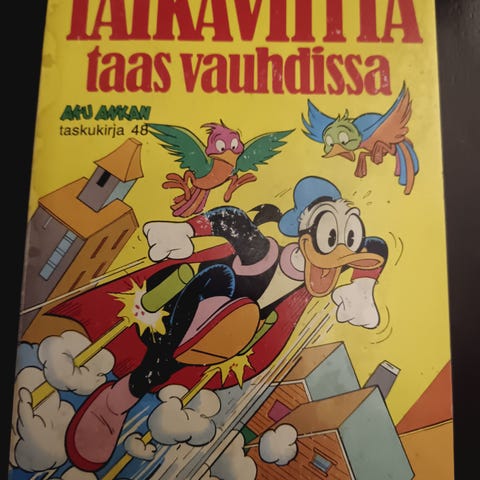 TAIKAVIITTA
taas vauhdissa
AKU ANKAN
taskukirja 48